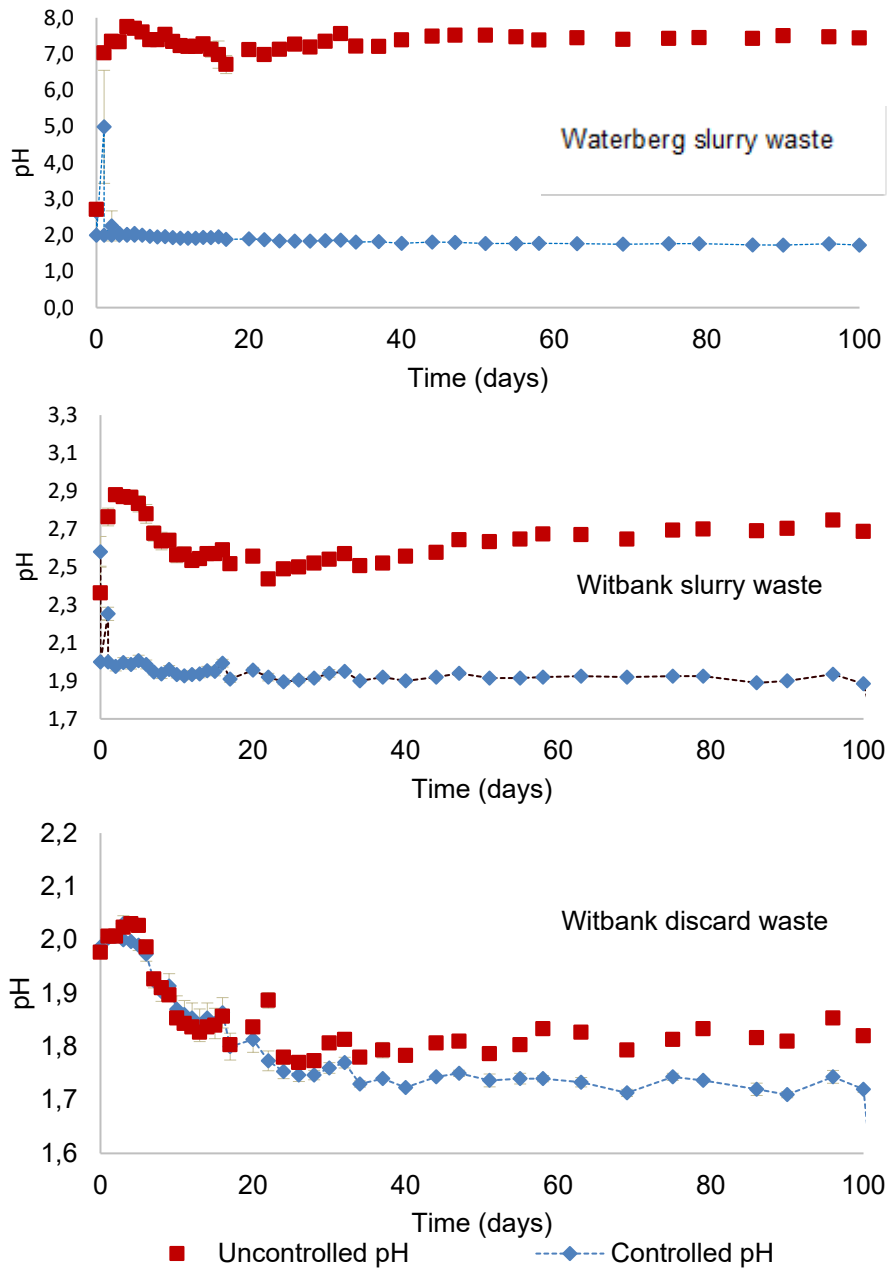 8,0
7,0
6,0
5,0
4,0
3,0
2,0
1,0
0,0
pH
Waterberg slurry waste
0 20 40 60 80 100
Time (days)
3,3
3,1
2,9
2,7
2,5
2,3
2,1
1,9
1,7
pH
Witbank slurry waste
0 20 40 60 80 100
Time (days)
2,2
2,1
2,0
1,9
1,8
1,7
1,6
pH
Witbank discard waste
0 20 40 60 80 100
Time (days)
Uncontrolled pH Controlled pH